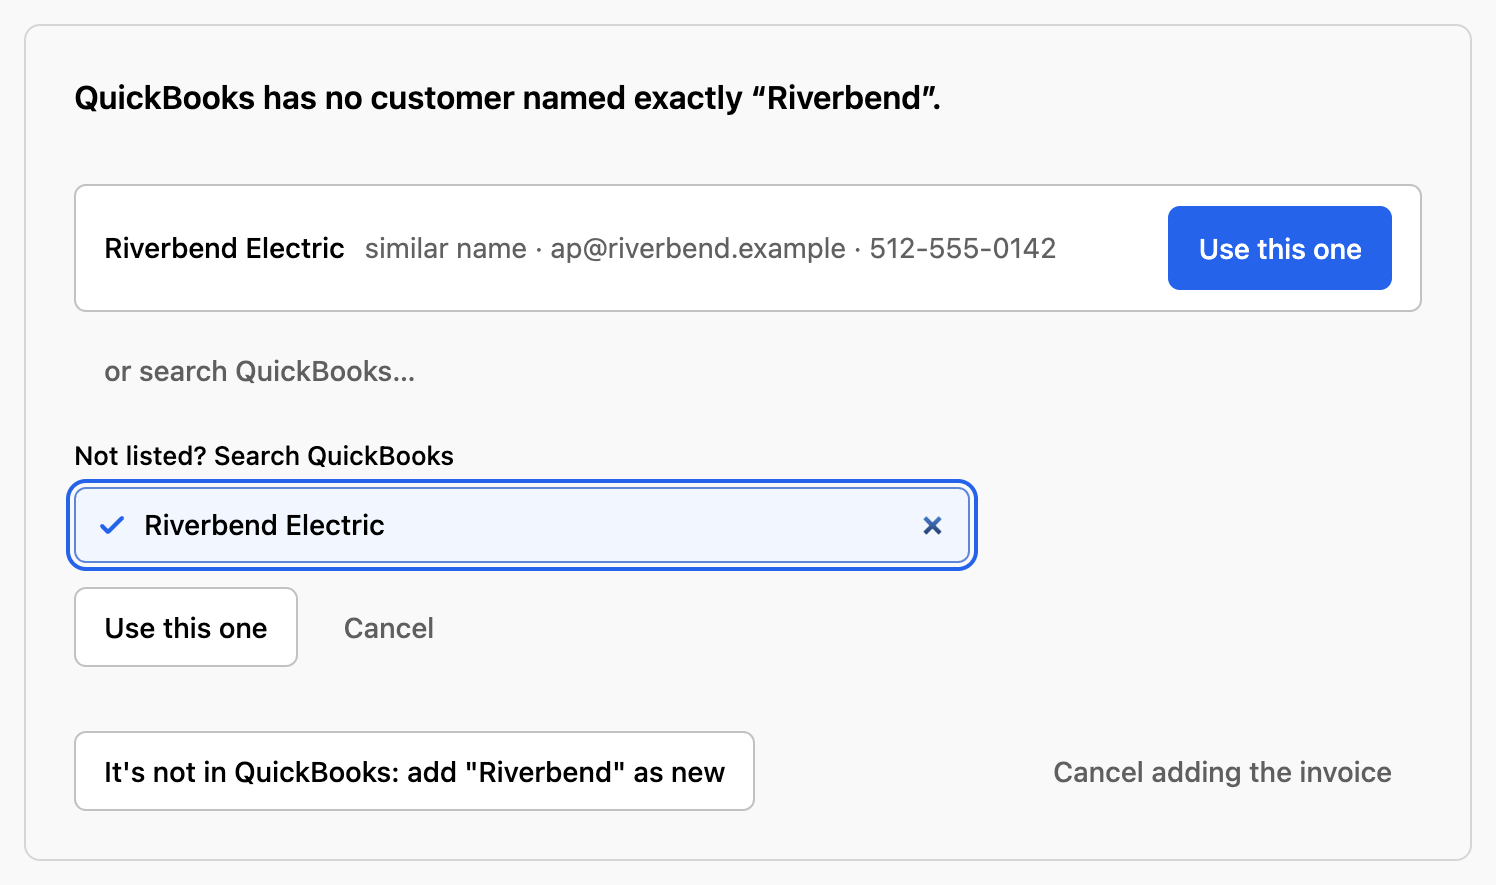 QuickBooks has no customer named exactly “Riverbend”.
Riverbend Electric similar name · ap@riverbend.example · 512-555-0142 Use this one
or search QuickBooks...
Not listed? Search QuickBooks
Riverbend Electric
Use this one Cancel
It's not in QuickBooks: add "Riverbend" as new Cancel adding the invoice